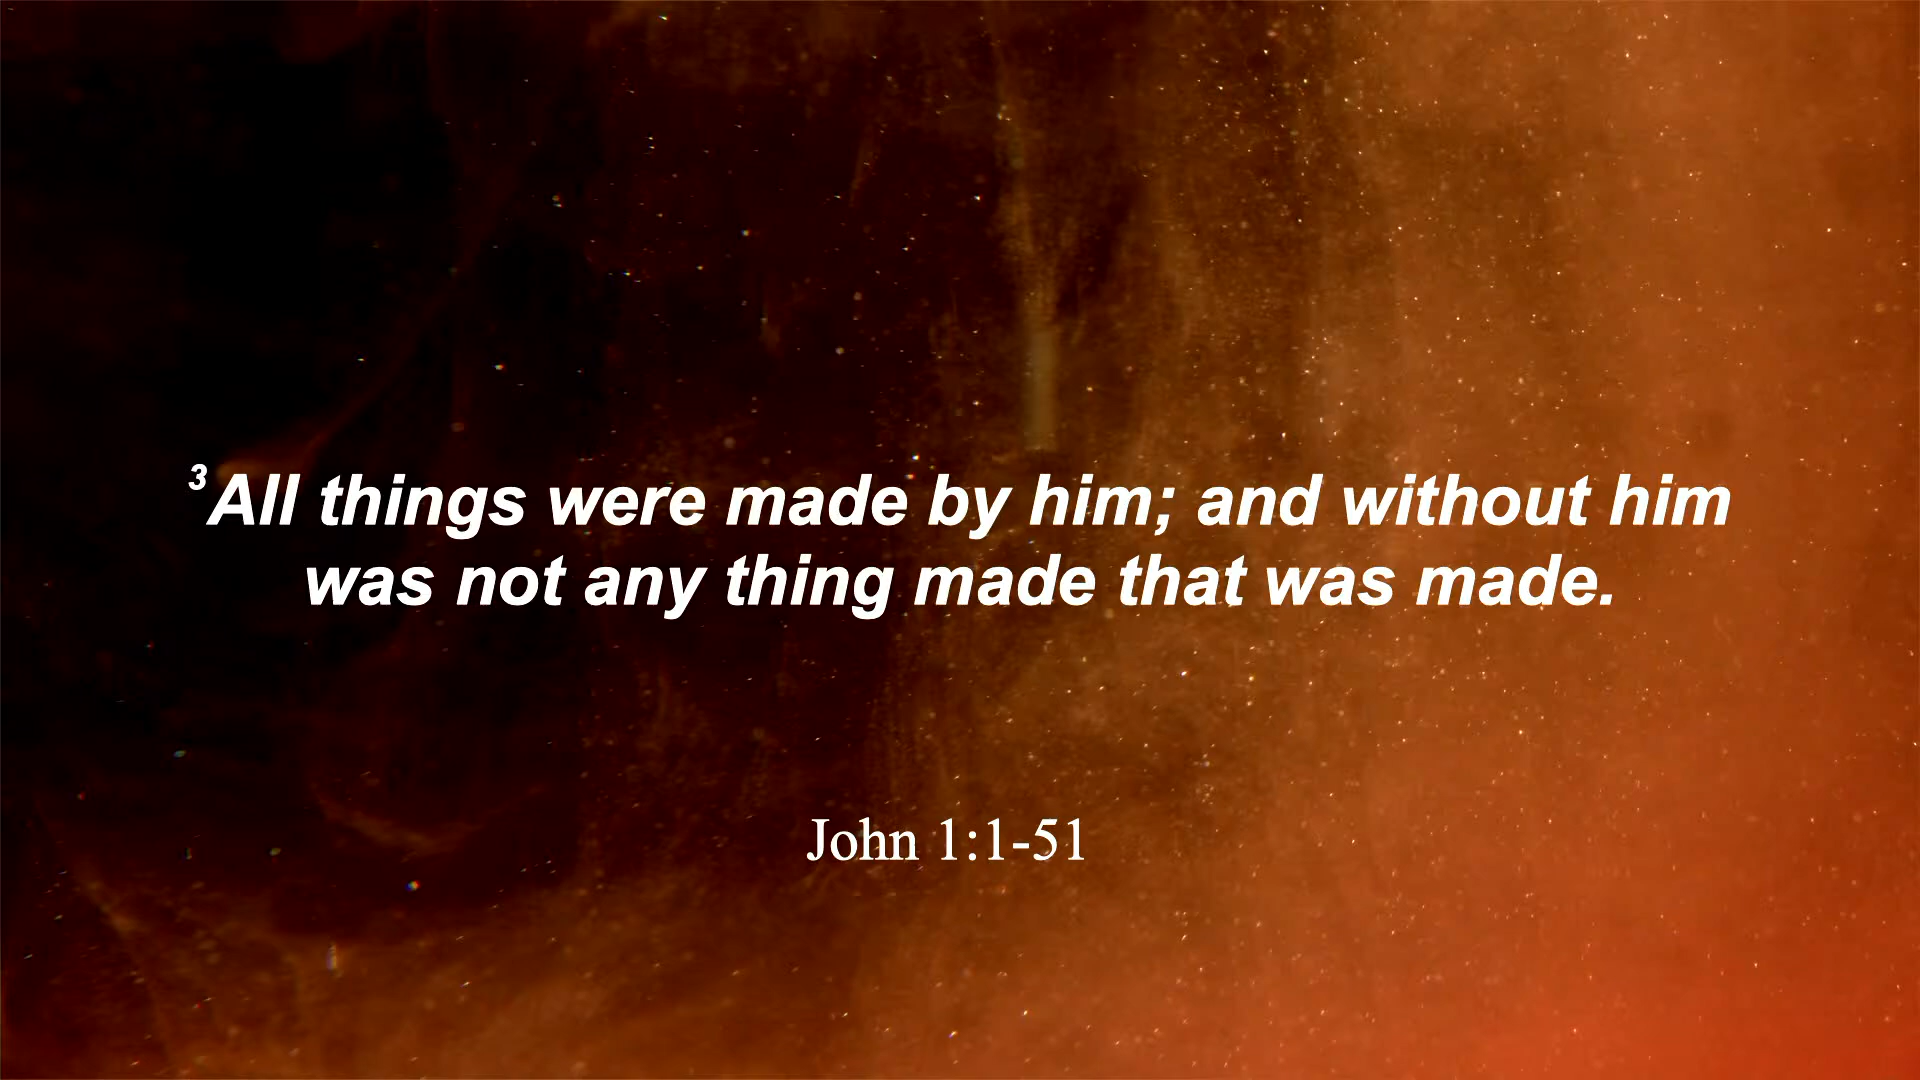 ³All things were made by him; and without him
was not any thing made that was made.
John 1:1-51